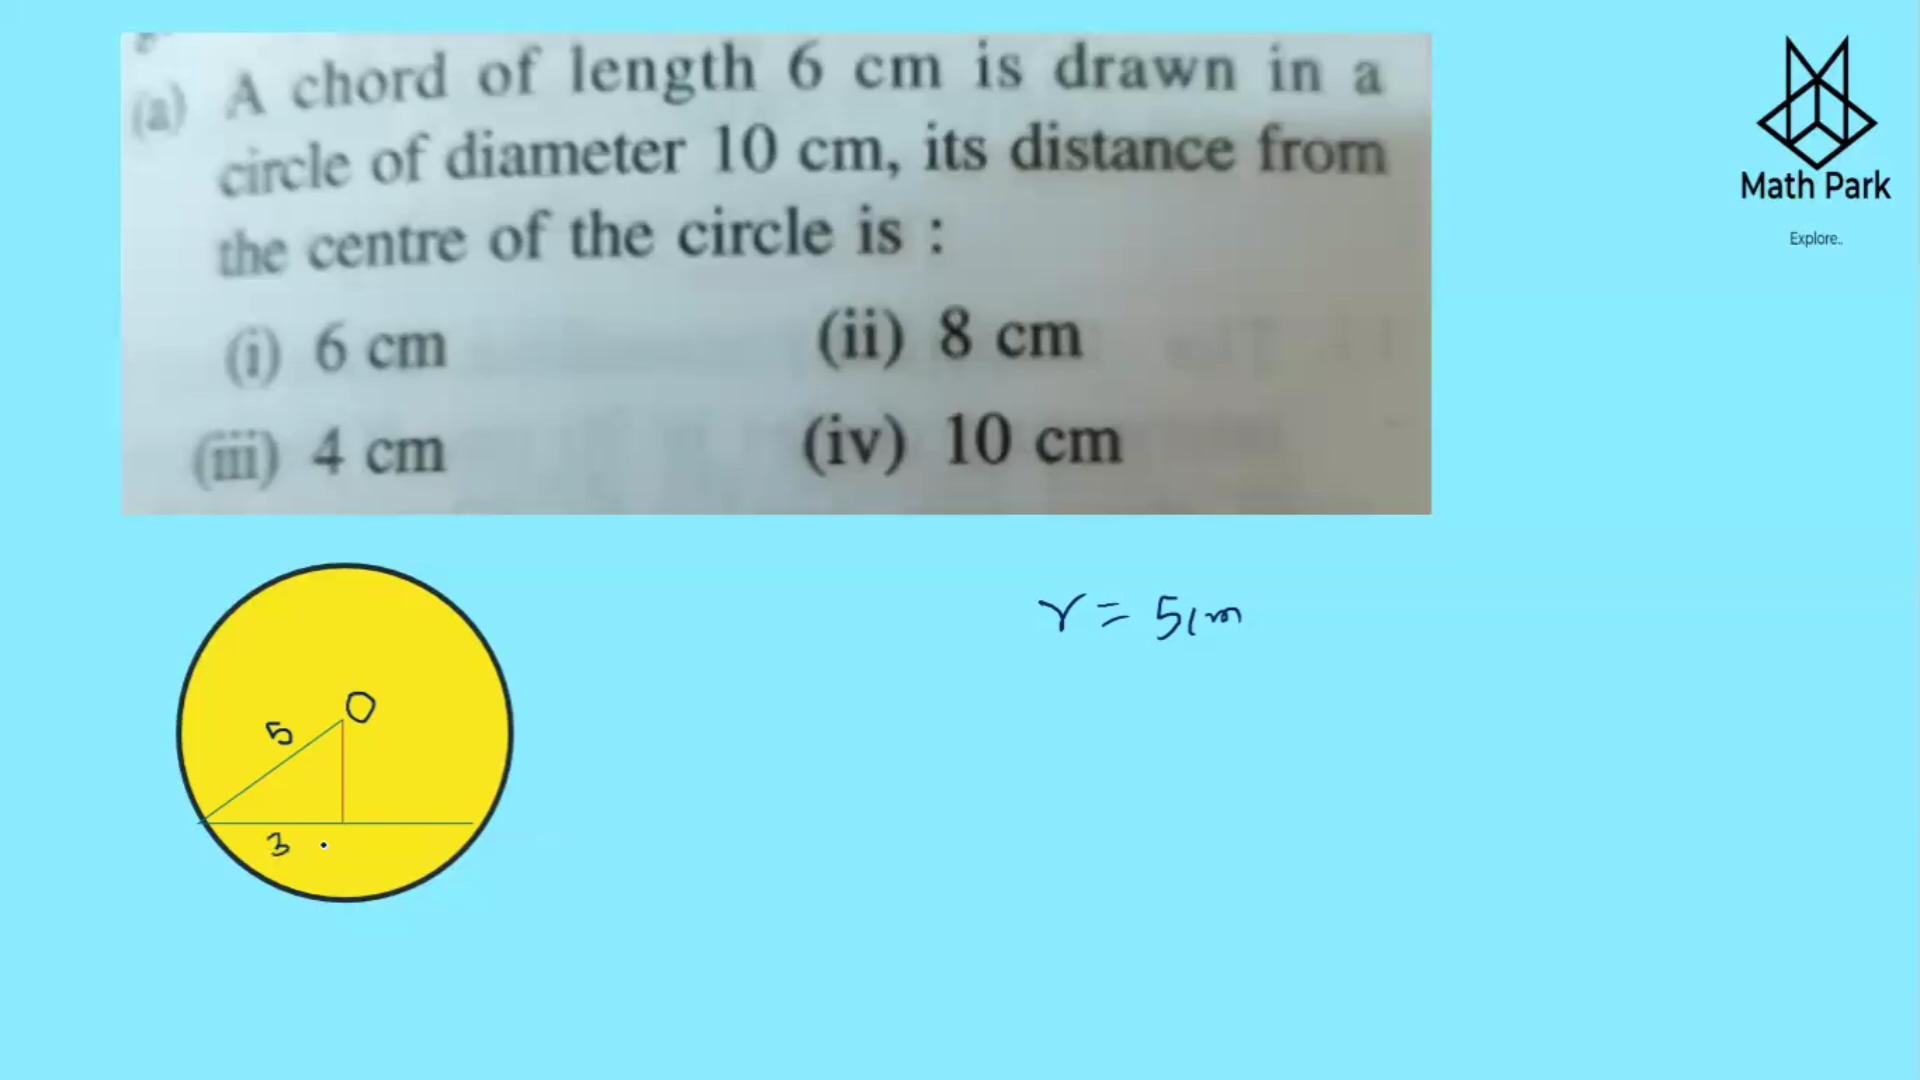 (a) A chord of length 6 cm is drawn in a
circle of diameter 10 cm, its distance from
the centre of the circle is :
(i) 6 cm (ii) 8 cm
(iii) 4 cm (iv) 10 cm
Math Park
Explore..
r = 5cm
O
5
3